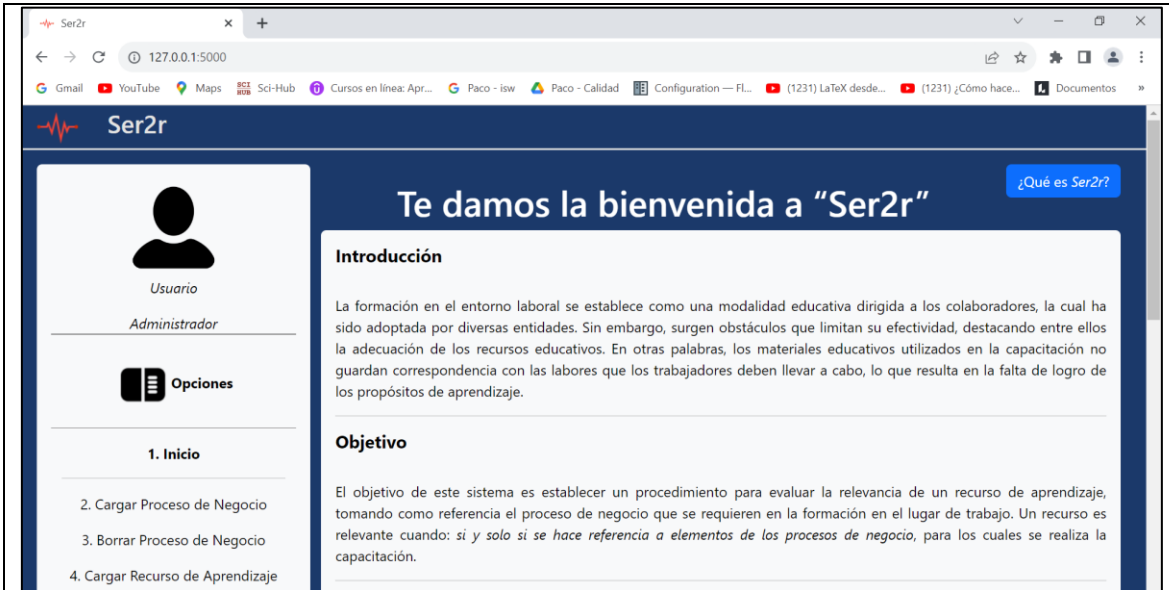 Ser2r
127.0.0.1:5000
Gmail YouTube Maps SCI HUB Sci-Hub Cursos en línea: Apr... Paco - isw Paco - Calidad Configuration — Fl... (1231) LaTeX desde... (1231) ¿Cómo hace... Documentos »
Ser2r
¿Qué es Ser2r?
Te damos la bienvenida a “Ser2r”
Usuario
Administrador
Opciones
1. Inicio
2. Cargar Proceso de Negocio
3. Borrar Proceso de Negocio
4. Cargar Recurso de Aprendizaje
Introducción
La formación en el entorno laboral se establece como una modalidad educativa dirigida a los colaboradores, la cual ha
sido adoptada por diversas entidades. Sin embargo, surgen obstáculos que limitan su efectividad, destacando entre ellos
la adecuación de los recursos educativos. En otras palabras, los materiales educativos utilizados en la capacitación no
guardan correspondencia con las labores que los trabajadores deben llevar a cabo, lo que resulta en la falta de logro de
los propósitos de aprendizaje.
Objetivo
El objetivo de este sistema es establecer un procedimiento para evaluar la relevancia de un recurso de aprendizaje,
tomando como referencia el proceso de negocio que se requieren en la formación en el lugar de trabajo. Un recurso es
relevante cuando: si y solo si se hace referencia a elementos de los procesos de negocio, para los cuales se realiza la
capacitación.